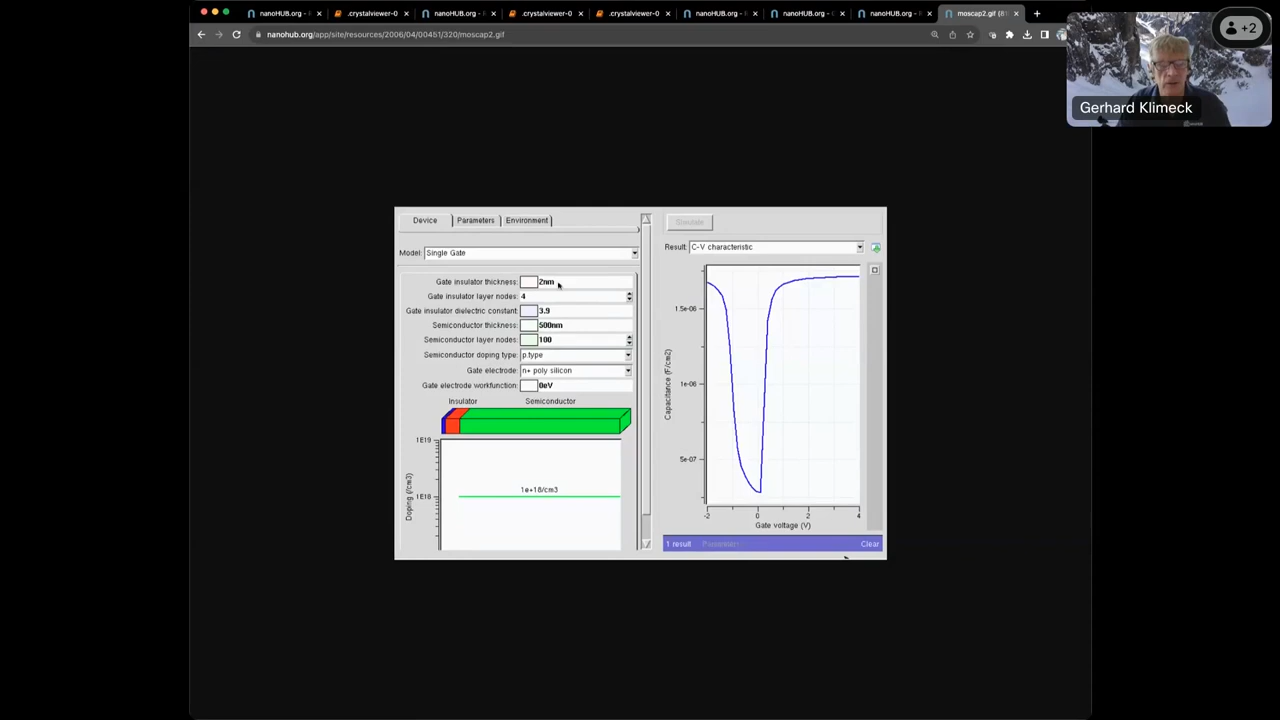 nanoHUB.org - R
.crystalviewer-0
nanoHUB.org - R
.crystalviewer-0
.crystalviewer-0
nanoHUB.org - R
nanoHUB.org -
nanoHUB.org - R
moscap2.gif (81
nanohub.org/app/site/resources/2006/04/00451/320/moscap2.gif
+2
Gerhard Klimeck
Device Parameters Environment
Model: Single Gate
Gate insulator thickness: 2nm
Gate insulator layer nodes: 4
Gate insulator dielectric constant: 3.9
Semiconductor thickness: 500nm
Semiconductor layer nodes: 100
Semiconductor doping type: p.type
Gate electrode: n+ poly silicon
Gate electrode workfunction: 0eV
Insulator Semiconductor
1E19
1e+18/cm3
1E18
Doping (/cm3)
Simulate
Result: C-V characteristic
1.5e-06
1e-06
5e-07
Capacitance (F/cm2)
-2 0 2 4
Gate voltage (V)
1 result Parameters Clear